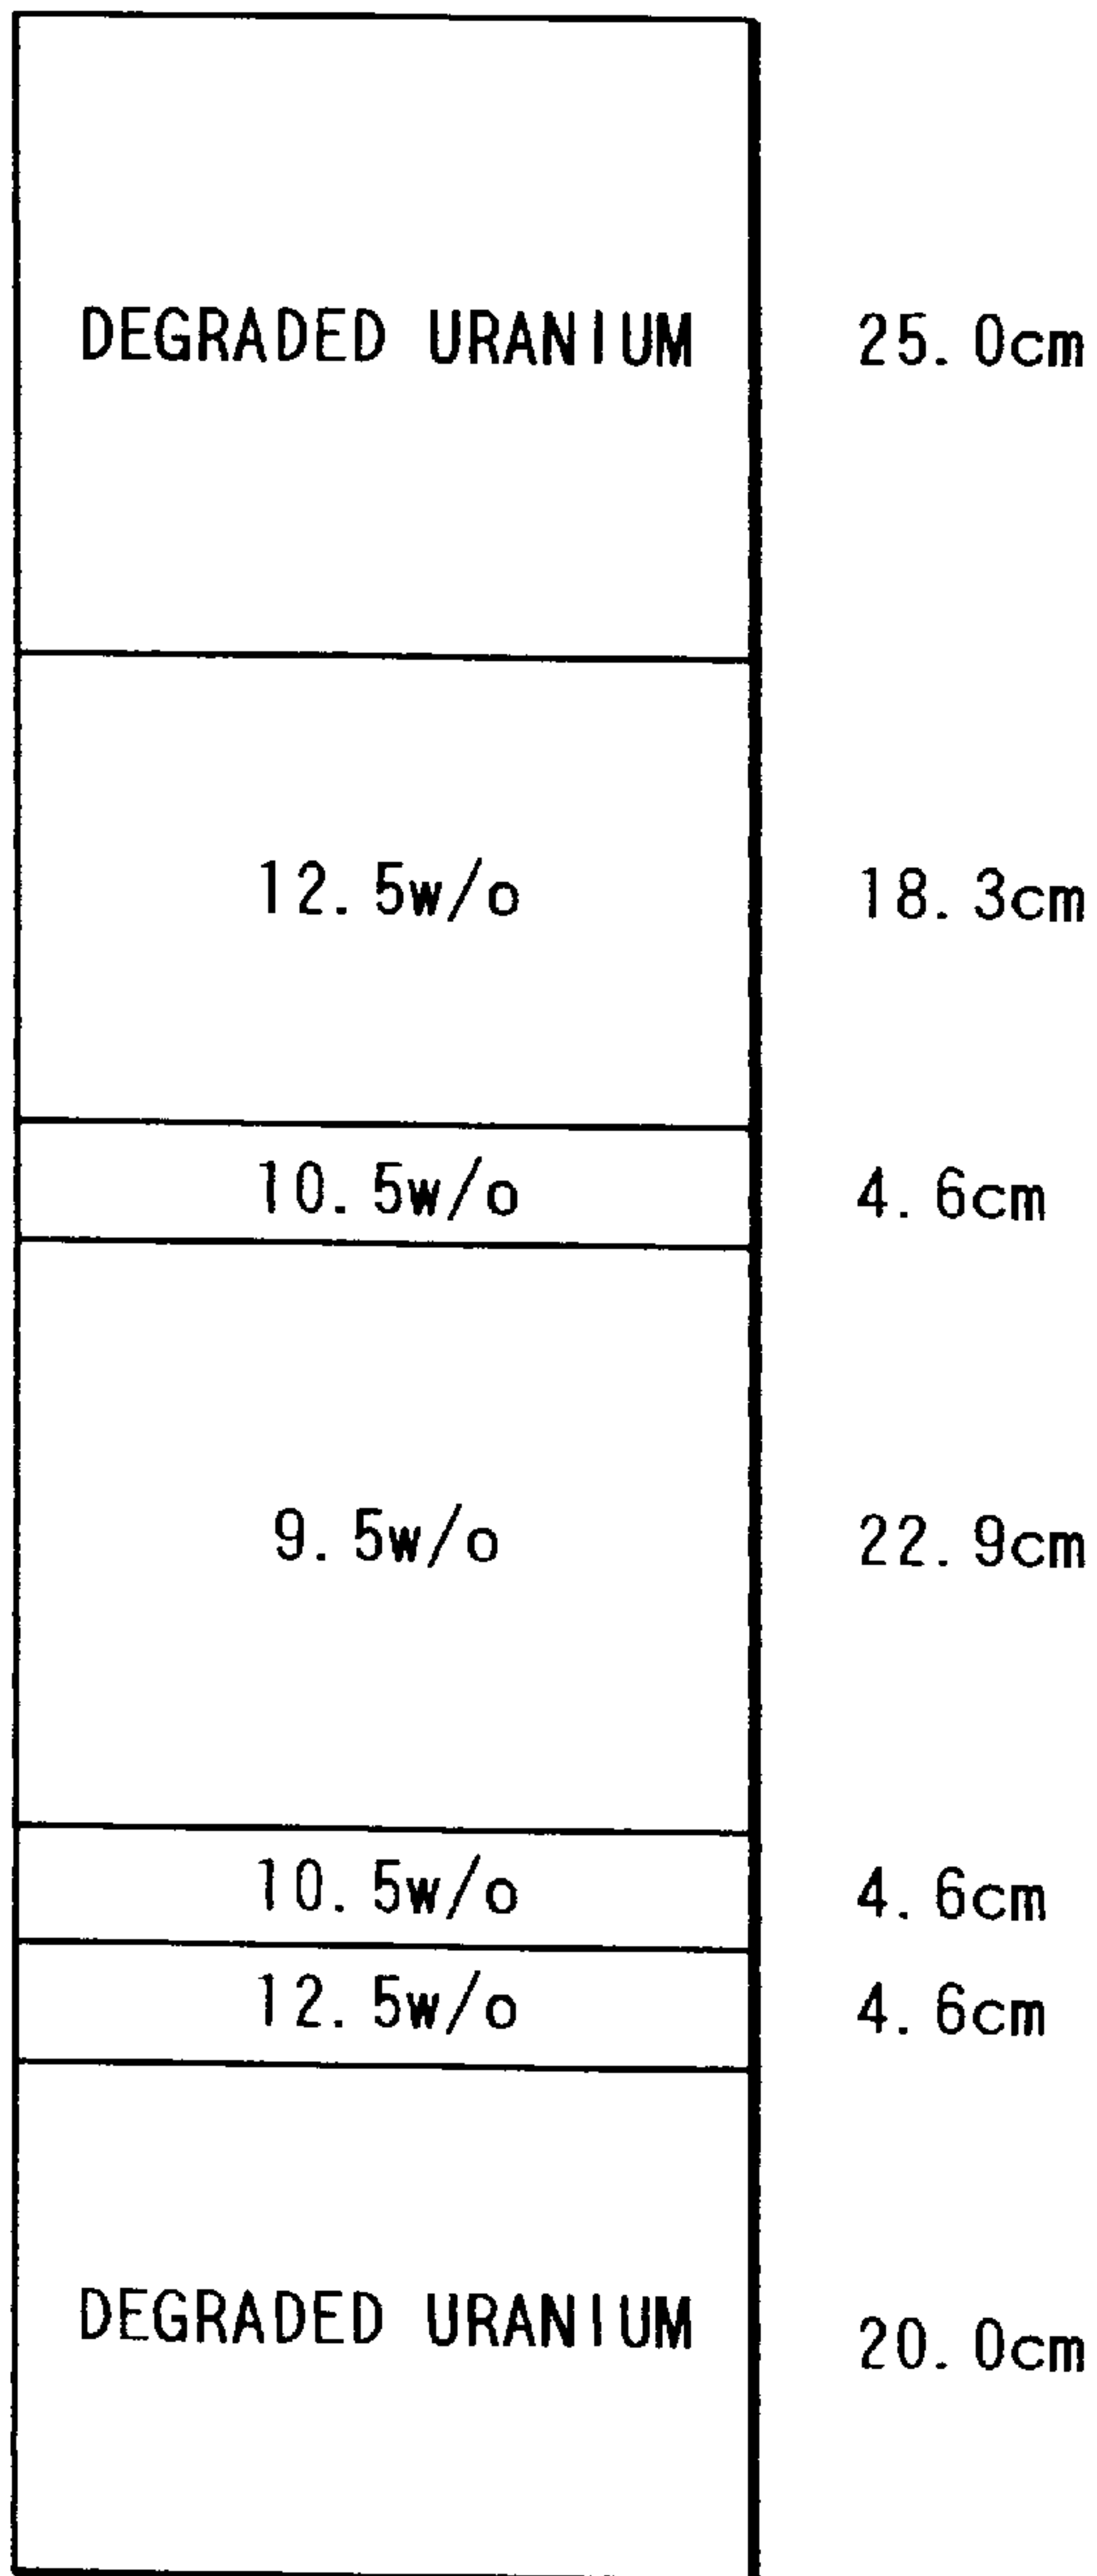 DEGRADED URANIUM 25.0cm
12.5w/o 18.3cm
10.5w/o 4.6cm
9.5w/o 22.9cm
10.5w/o 4.6cm
12.5w/o 4.6cm
DEGRADED URANIUM 20.0cm